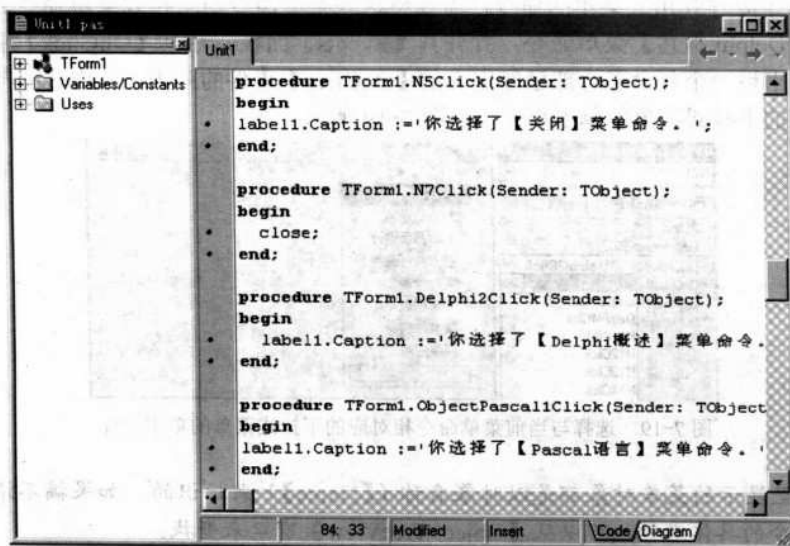 Unit1.pas
TForm1
Variables/Constants
Uses
Unit1
procedure TForm1.N5Click(Sender: TObject);
begin
label1.Caption :='你选择了【关闭】菜单命令。';
end;
procedure TForm1.N7Click(Sender: TObject);
begin
close;
end;
procedure TForm1.Delphi2Click(Sender: TObject);
begin
label1.Caption :='你选择了【Delphi概述】菜单命令.
end;
procedure TForm1.ObjectPascal1Click(Sender: TObject
begin
label1.Caption :='你选择了【Pascal语言】菜单命令。'
end;
84: 33 Modified Insert Code Diagram